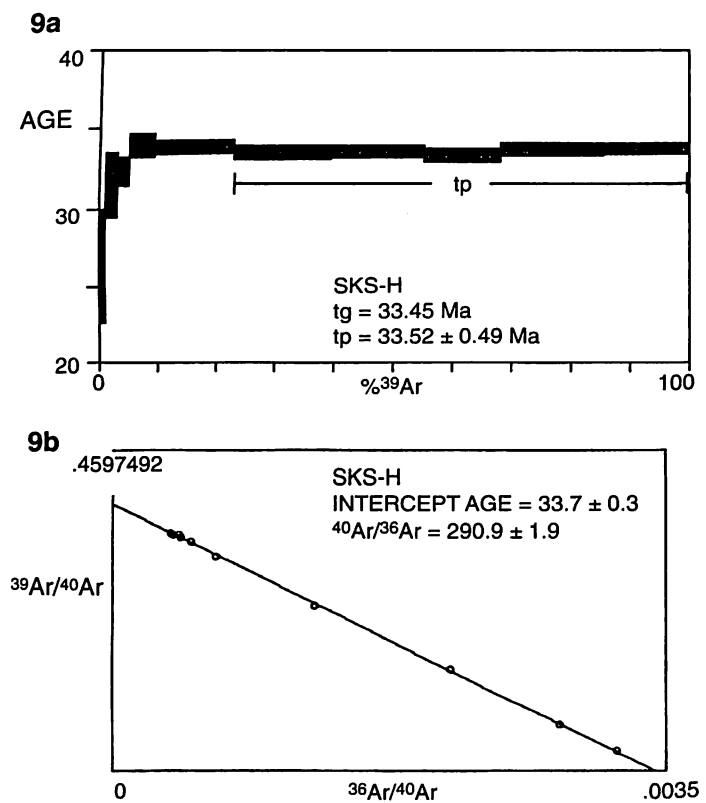 9a
40
AGE
tp
30
SKS-H
tg = 33.45 Ma
tp = 33.52 ± 0.49 Ma
20
0
%³⁹Ar
100
9b
.4597492
SKS-H
INTERCEPT AGE = 33.7 ± 0.3
⁴⁰Ar/³⁶Ar = 290.9 ± 1.9
³⁹Ar/⁴⁰Ar
0
³⁶Ar/⁴⁰Ar
.0035